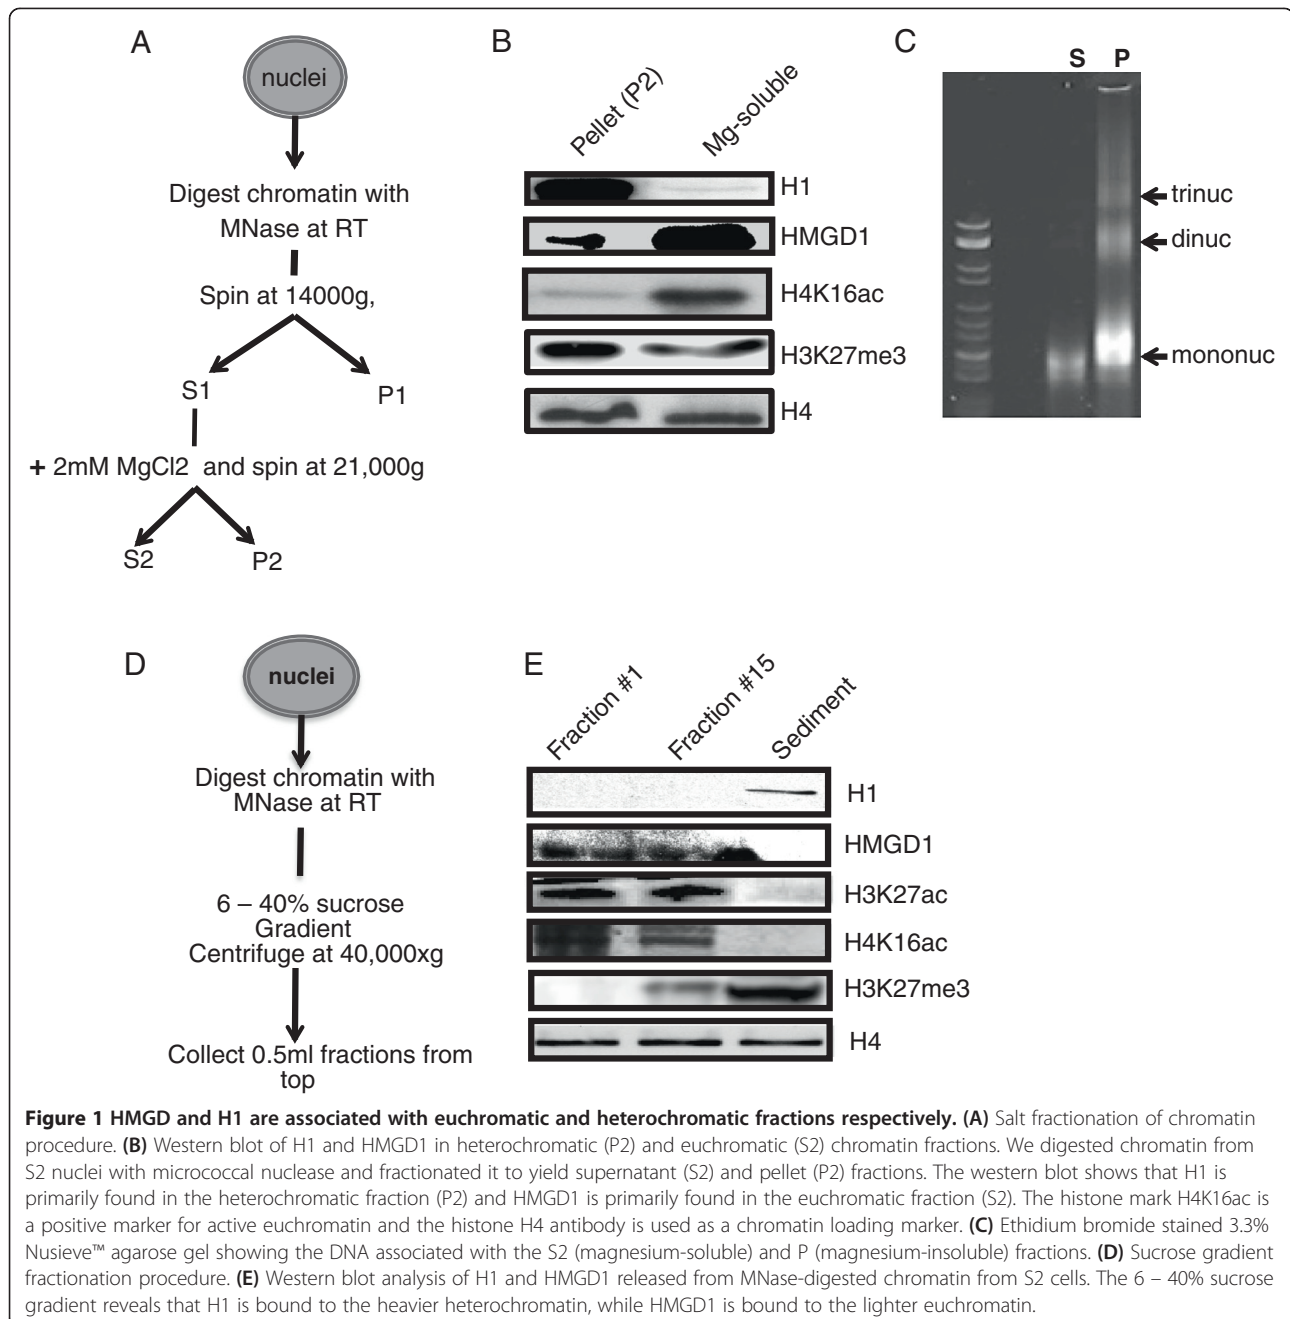 A
nuclei
Digest chromatin with
MNase at RT
Spin at 14000g,
S1
P1
+ 2mM MgCl2 and spin at 21,000g
S2
P2
B
Pellet (P2)
Mg-soluble
H1
HMGD1
H4K16ac
H3K27me3
H4
C
S P
trinuc
dinuc
mononuc
D
nuclei
Digest chromatin with
MNase at RT
6 – 40% sucrose
Gradient
Centrifuge at 40,000xg
Collect 0.5ml fractions from
top
E
Fraction #1
Fraction #15
Sediment
H1
HMGD1
H3K27ac
H4K16ac
H3K27me3
H4
Figure 1 HMGD and H1 are associated with euchromatic and heterochromatic fractions respectively. (A) Salt fractionation of chromatin
procedure. (B) Western blot of H1 and HMGD1 in heterochromatic (P2) and euchromatic (S2) chromatin fractions. We digested chromatin from
S2 nuclei with micrococcal nuclease and fractionated it to yield supernatant (S2) and pellet (P2) fractions. The western blot shows that H1 is
primarily found in the heterochromatic fraction (P2) and HMGD1 is primarily found in the euchromatic fraction (S2). The histone mark H4K16ac is
a positive marker for active euchromatin and the histone H4 antibody is used as a chromatin loading marker. (C) Ethidium bromide stained 3.3%
Nusieve™ agarose gel showing the DNA associated with the S2 (magnesium-soluble) and P (magnesium-insoluble) fractions. (D) Sucrose gradient
fractionation procedure. (E) Western blot analysis of H1 and HMGD1 released from MNase-digested chromatin from S2 cells. The 6 – 40% sucrose
gradient reveals that H1 is bound to the heavier heterochromatin, while HMGD1 is bound to the lighter euchromatin.